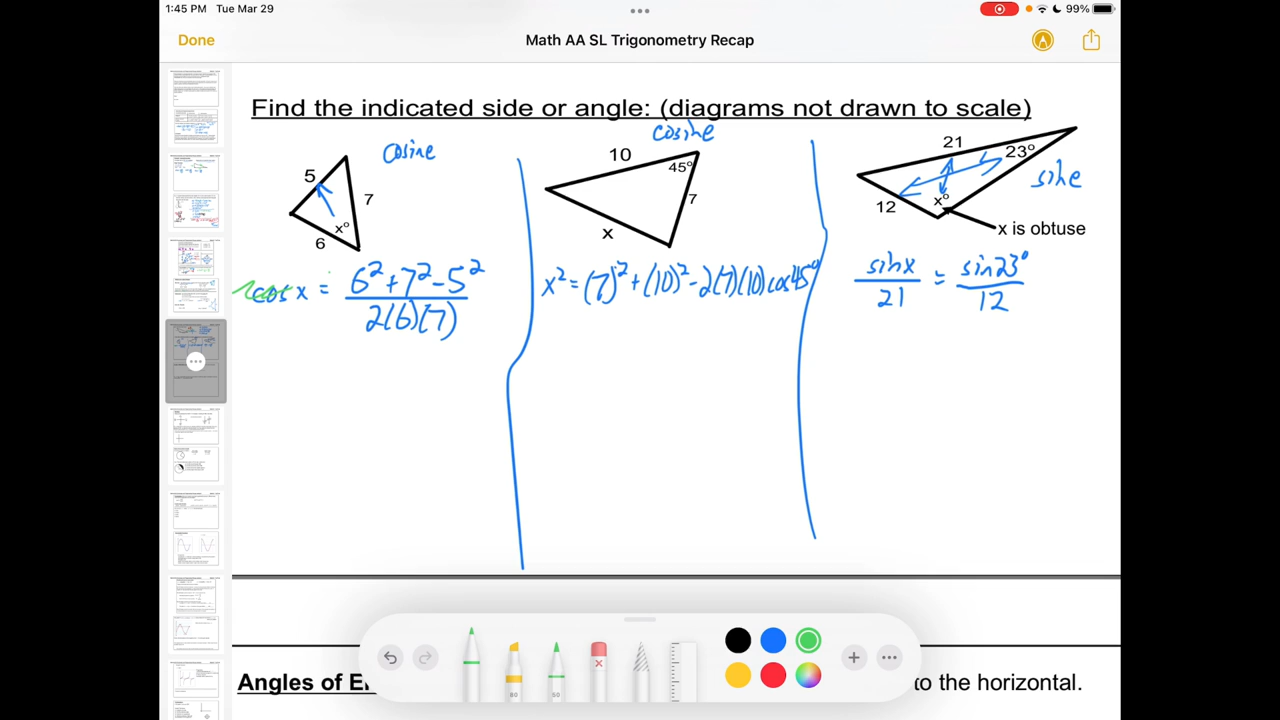 1:45 PM Tue Mar 29
99%
Done
Math AA SL Trigonometry Recap
Find the indicated side or angle: (diagrams not drawn to scale)
cosine
5
7
6
x°
cos x = 6² + 7² - 5² / 2(6)(7)
cosine
10
45°
7
x
x² = (7)² + (10)² - 2(7)(10) cos 45°
21
23°
sine
12
x°
x is obtuse
sin x / 21 = sin 23° / 12
80
50
Angles of
to the horizontal.